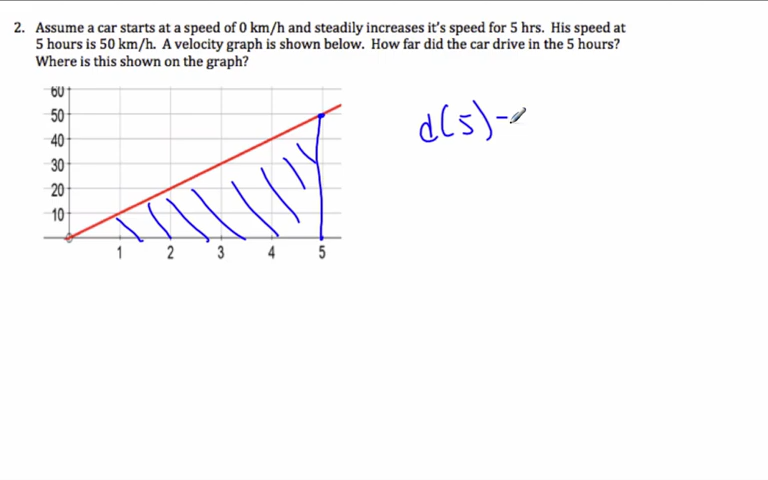 2. Assume a car starts at a speed of 0 km/h and steadily increases it's speed for 5 hrs. His speed at
5 hours is 50 km/h. A velocity graph is shown below. How far did the car drive in the 5 hours?
Where is this shown on the graph?
60
50
40
30
20
10
1 2 3 4 5
d(5) -